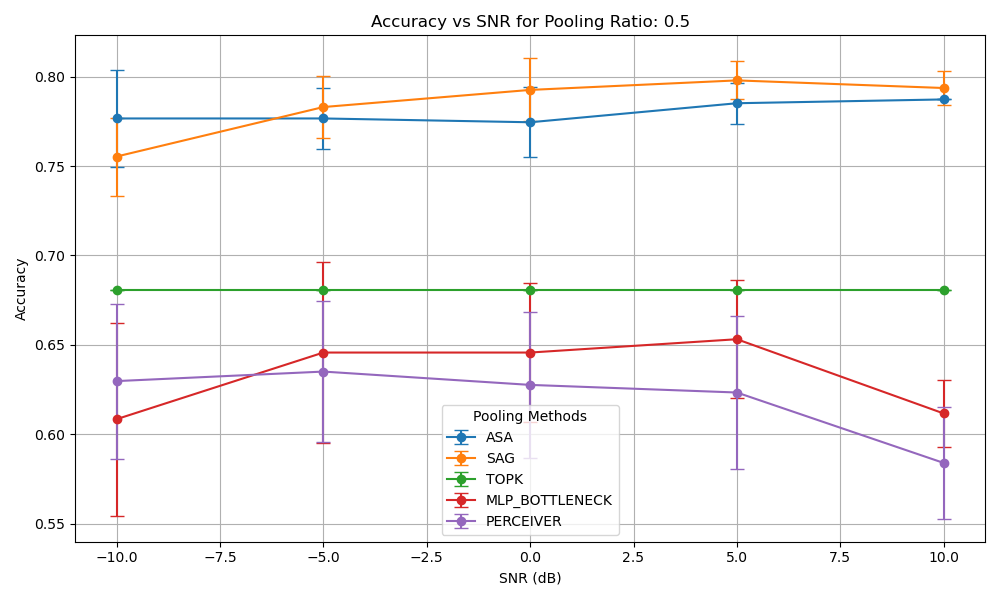 Accuracy vs SNR for Pooling Ratio: 0.5
Accuracy
0.80
0.75
0.70
0.65
0.60
0.55
Pooling Methods
ASA
SAG
TOPK
MLP_BOTTLENECK
PERCEIVER
−10.0 −7.5 −5.0 −2.5 0.0 2.5 5.0 7.5 10.0
SNR (dB)